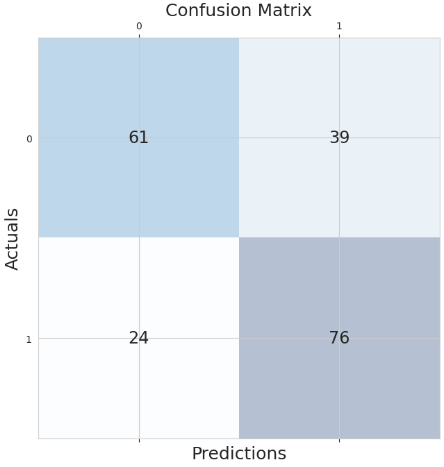 Confusion Matrix
0 1
0 61 39
Actuals
1 24 76
Predictions